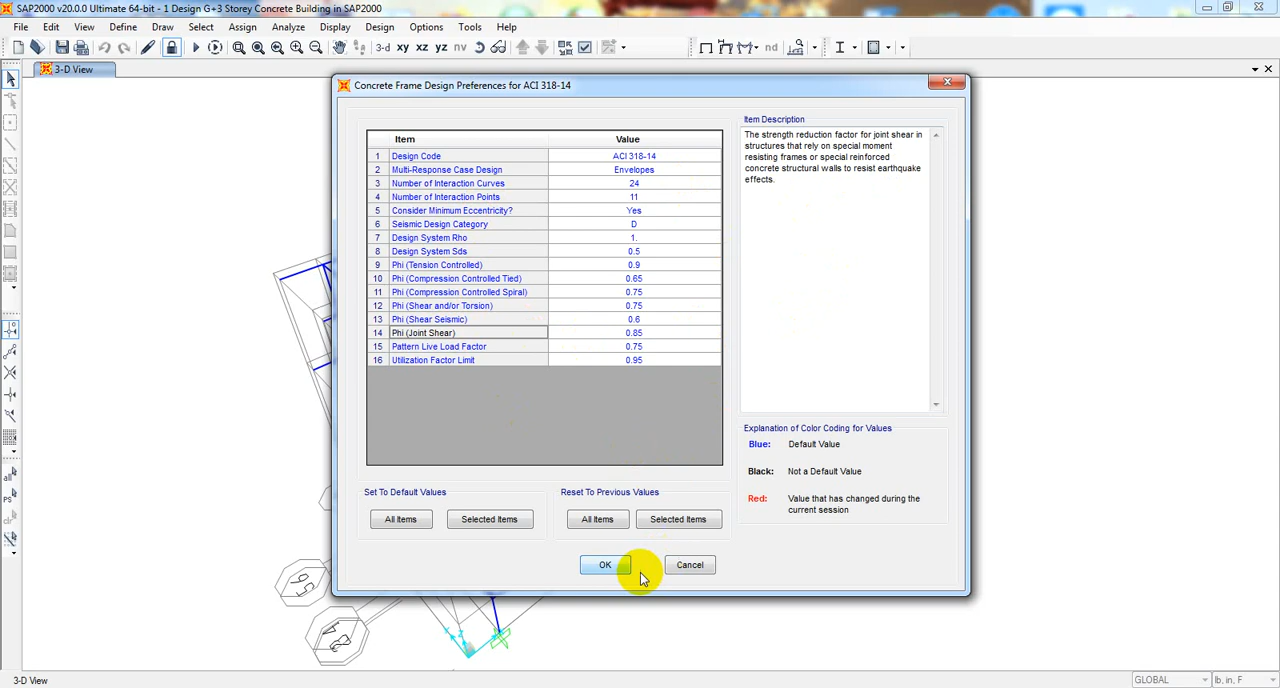 SAP2000 v20.0.0 Ultimate 64-bit - 1 Design G+3 Storey Concrete Building in SAP2000
File Edit View Define Draw Select Assign Analyze Display Design Options Tools Help
3-d xy xz yz nv nd
3-D View
Concrete Frame Design Preferences for ACI 318-14
Item Value
1 Design Code ACI 318-14
2 Multi-Response Case Design Envelopes
3 Number of Interaction Curves 24
4 Number of Interaction Points 11
5 Consider Minimum Eccentricity? Yes
6 Seismic Design Category D
7 Design System Rho 1.
8 Design System Sds 0.5
9 Phi (Tension Controlled) 0.9
10 Phi (Compression Controlled Tied) 0.65
11 Phi (Compression Controlled Spiral) 0.75
12 Phi (Shear and/or Torsion) 0.75
13 Phi (Shear Seismic) 0.6
14 Phi (Joint Shear) 0.85
15 Pattern Live Load Factor 0.75
16 Utilization Factor Limit 0.95
Item Description
The strength reduction factor for joint shear in
structures that rely on special moment
resisting frames or special reinforced
concrete structural walls to resist earthquake
effects.
Explanation of Color Coding for Values
Blue: Default Value
Black: Not a Default Value
Red: Value that has changed during the
current session
Set To Default Values
All Items Selected Items
Reset To Previous Values
All Items Selected Items
OK Cancel
all
PS
clr
3-D View
GLOBAL lb, in, F